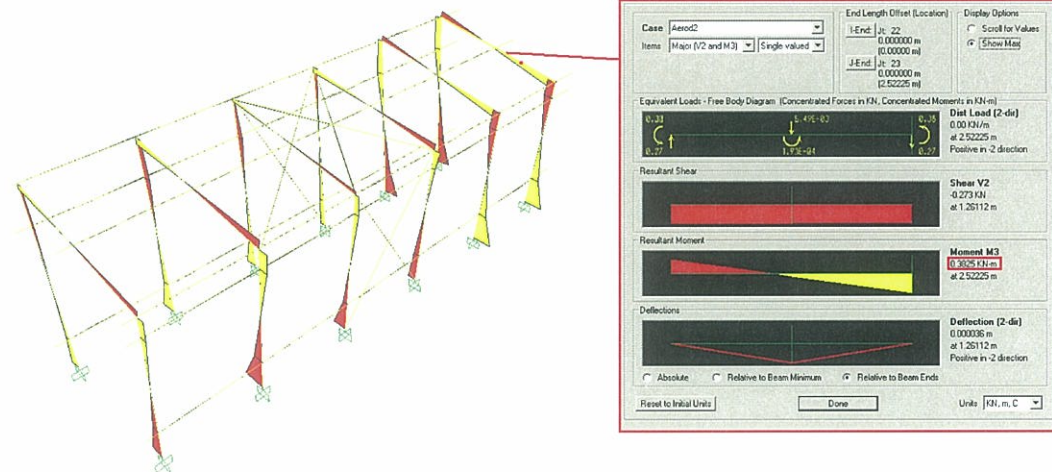 Case Aerod2
Items Major (V2 and M3) Single valued
End Length Offset (Location)
I-End: Jt: 22
0.000000 m
(0.00000 m)
J-End: Jt: 23
0.000000 m
(2.52225 m)
Display Options
Scroll for Values
Show Max
Equivalent Loads - Free Body Diagram (Concentrated Forces in KN, Concentrated Moments in KN-m)
0.38
0.27
1.93E-04
0.27
Dist Load (2-dir)
0.00 KN/m
at 2.52225 m
Positive in -2 direction
Resultant Shear
Shear V2
-0.273 KN
at 1.26112 m
Resultant Moment
Moment M3
0.3825 KN-m
at 2.52225 m
Deflections
Deflection (2-dir)
0.000036 m
at 1.26112 m
Positive in -2 direction
Absolute Relative to Beam Minimum Relative to Beam Ends
Reset to Initial Units Done Units KN, m, C